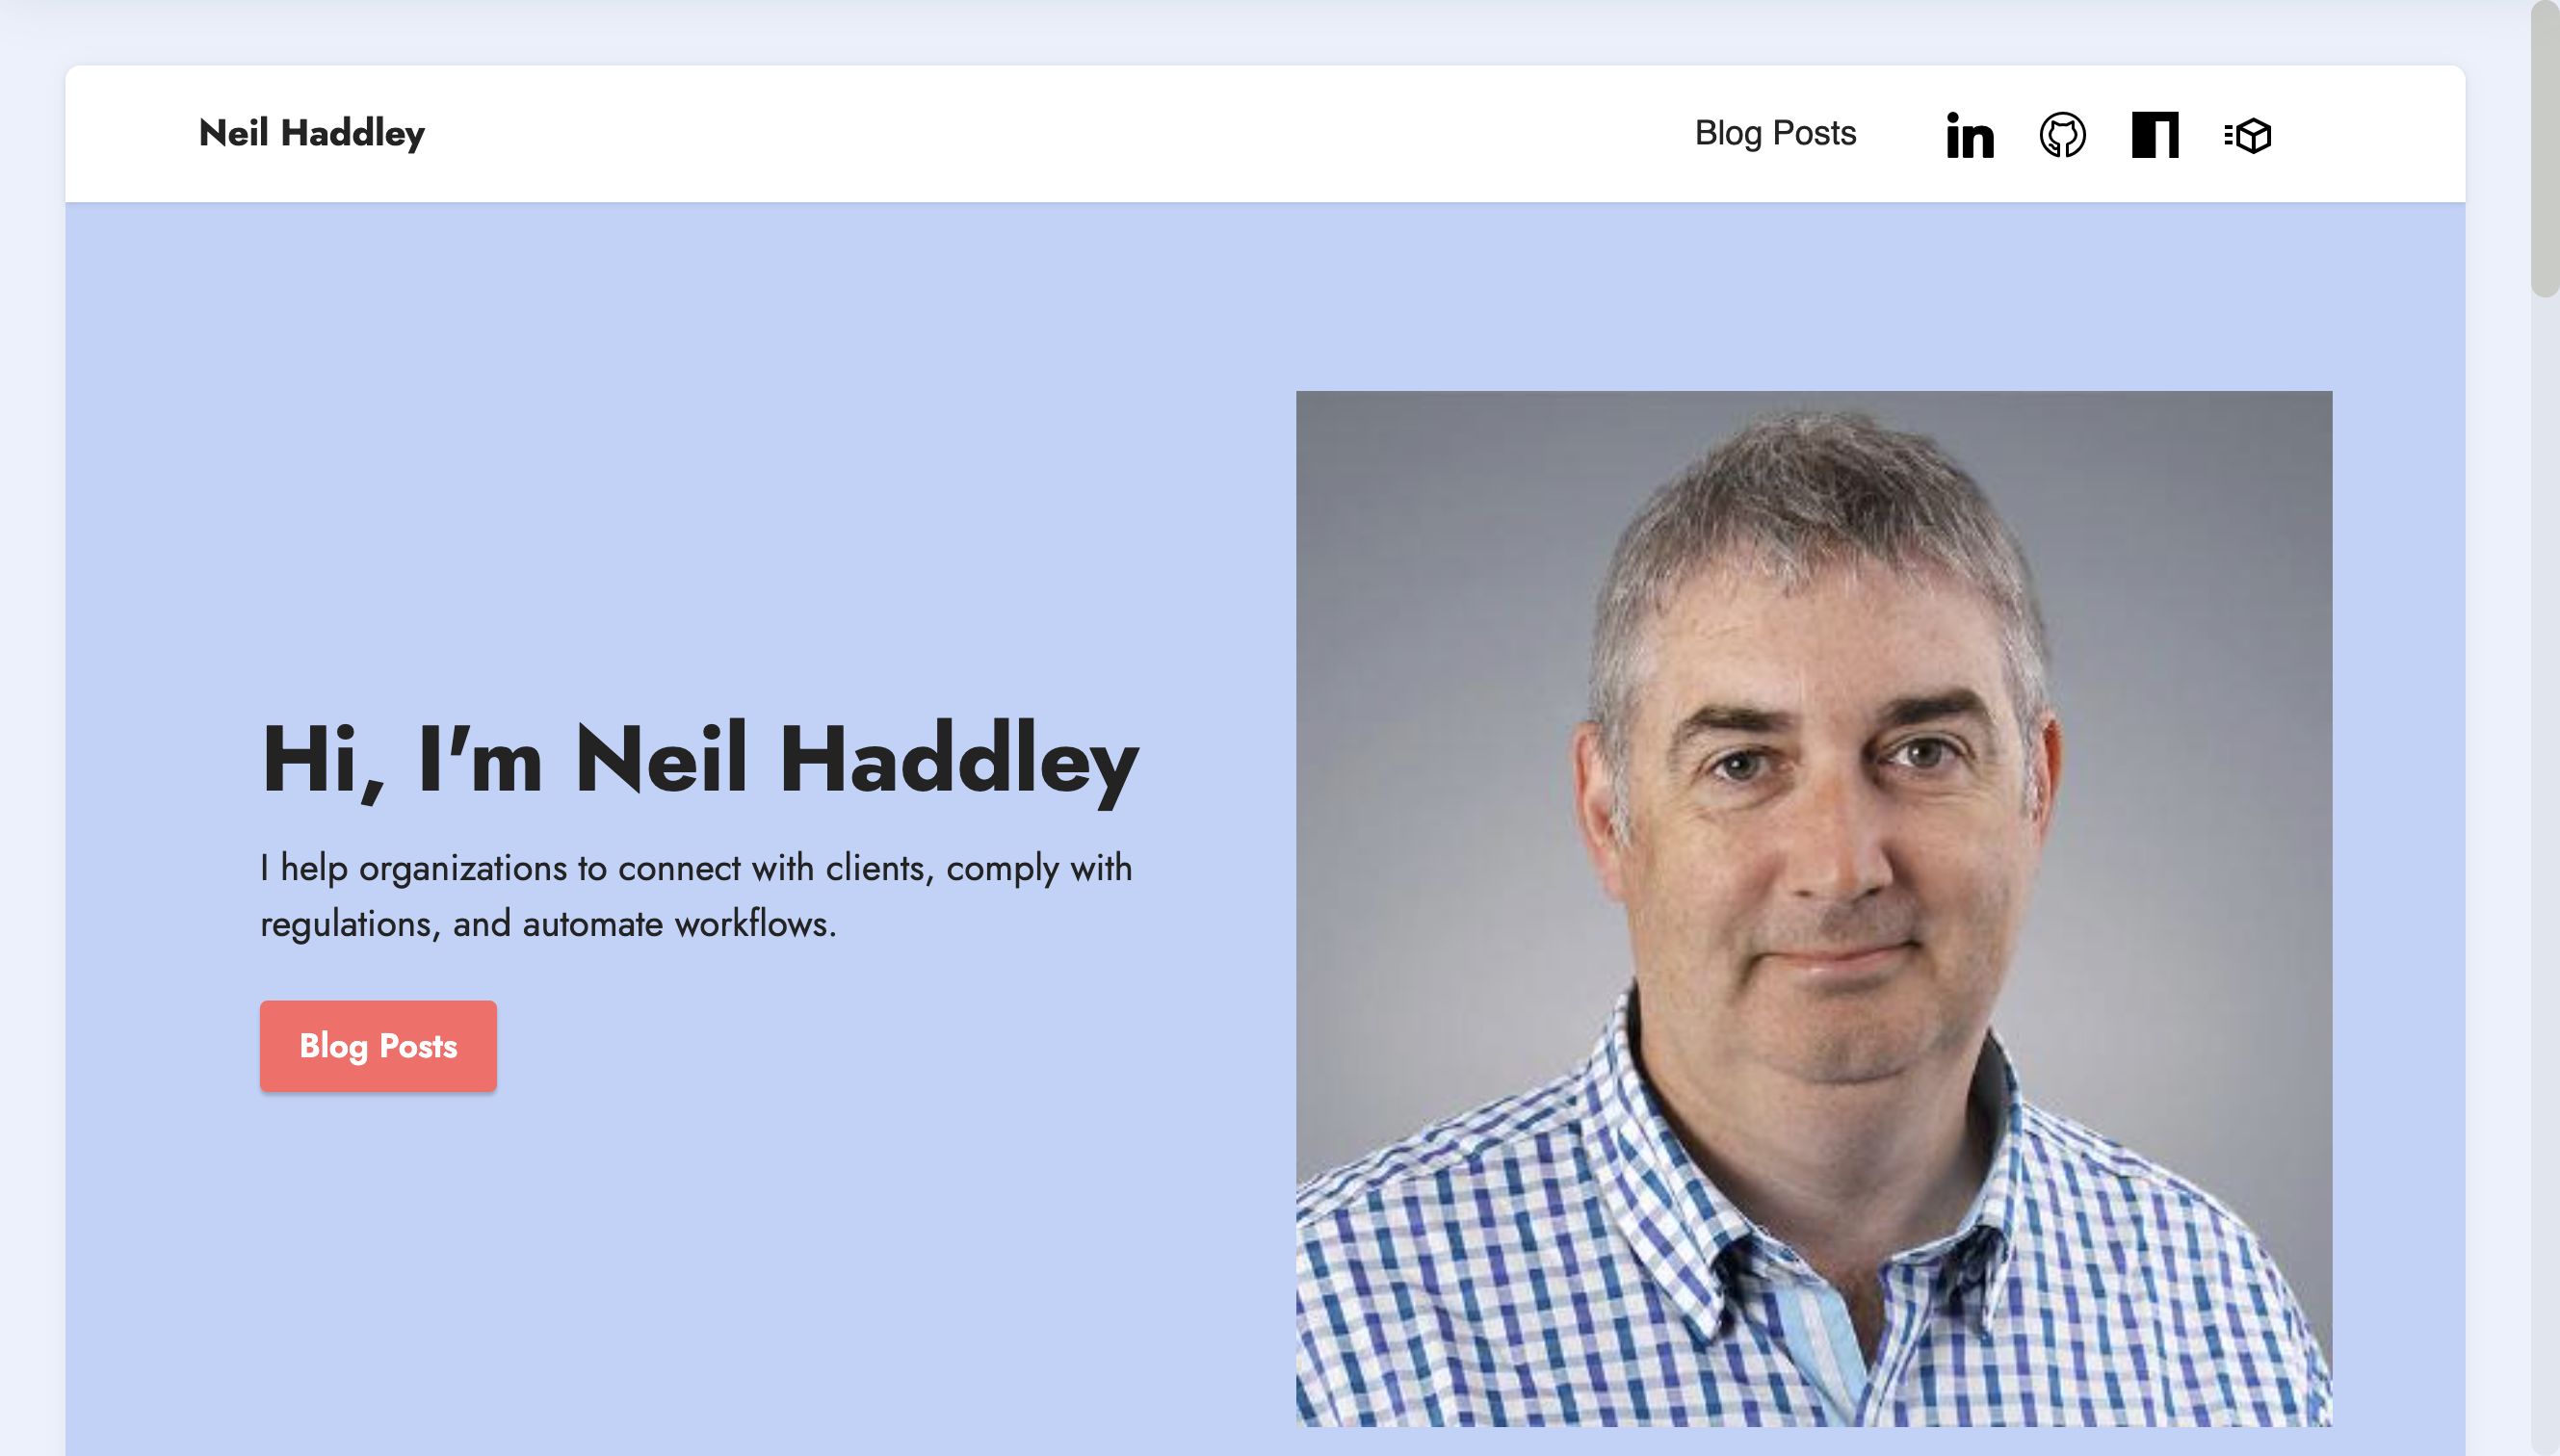 Neil Haddley
Blog Posts
Hi, I'm Neil Haddley
I help organizations to connect with clients, comply with
regulations, and automate workflows.
Blog Posts